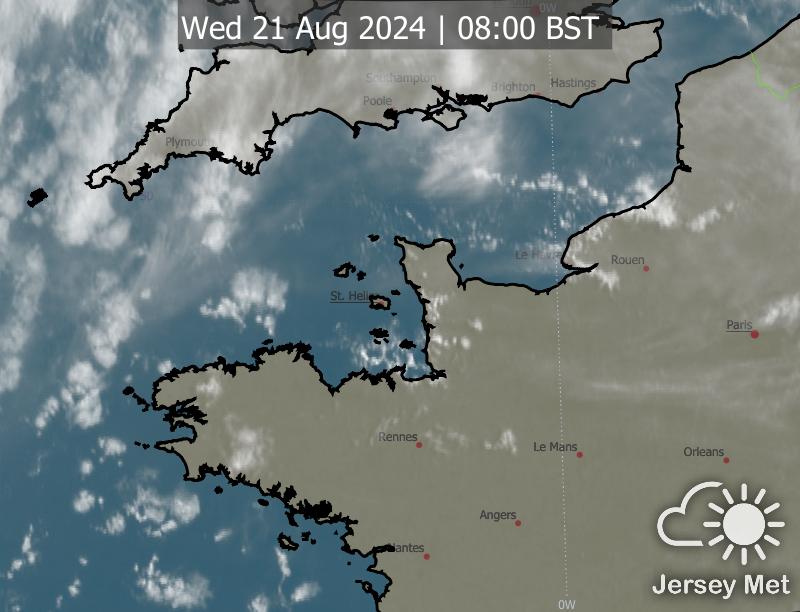 0W
Wed 21 Aug 2024 | 08:00 BST
Southampton
Brighton
Hastings
Poole
Le Havre
Rouen
St. Helier
Paris
Rennes
Le Mans
Orleans
Angers
Nantes
Jersey Met
0W